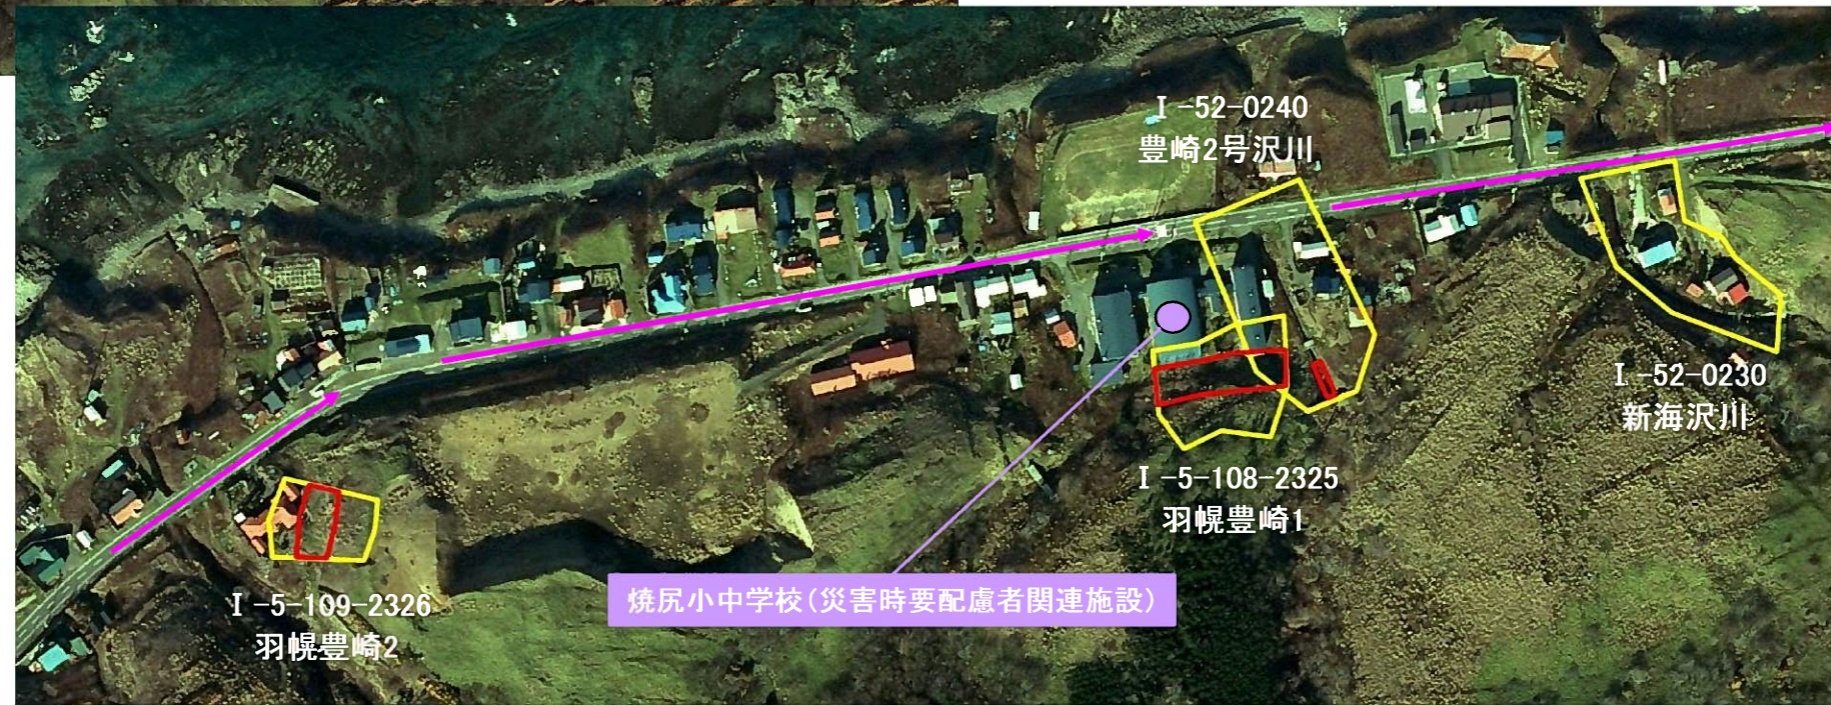 Ⅰ-52-0240
豊崎2号沢川
Ⅰ-52-0230
新海沢川
Ⅰ-5-108-2325
羽幌豊崎1
焼尻小中学校(災害時要配慮者関連施設)
Ⅰ-5-109-2326
羽幌豊崎2